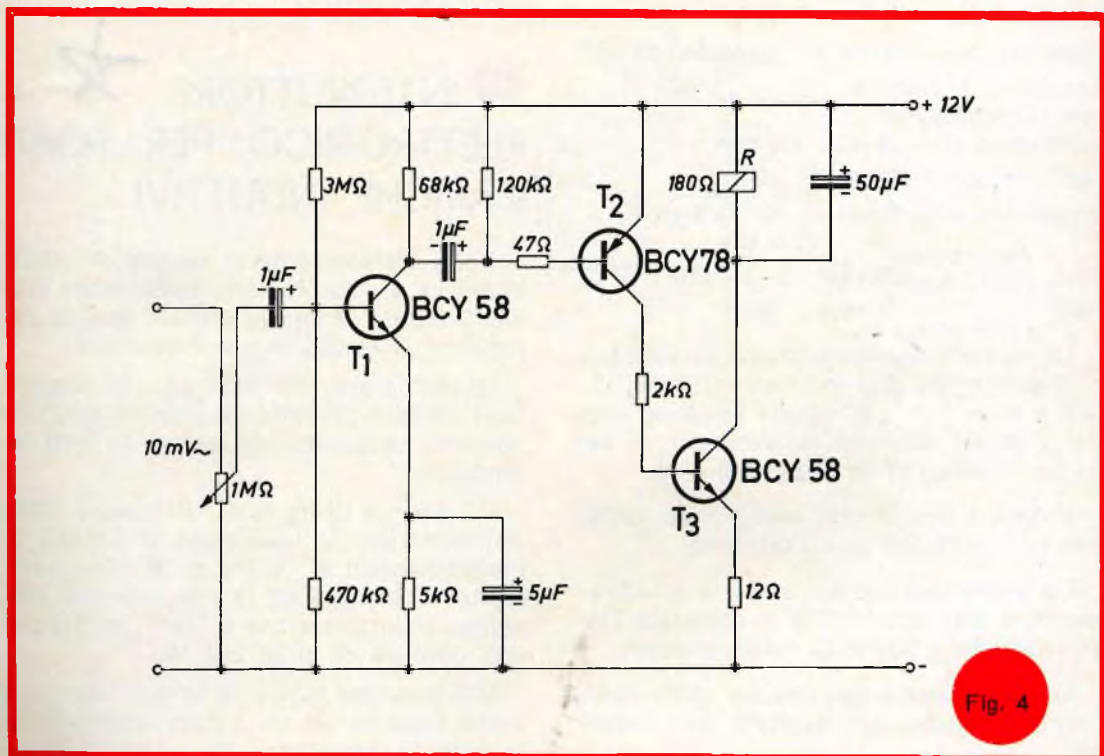 + 12V
R
3MΩ
68kΩ
120kΩ
180Ω
+
50µF
-
T2
1µF
- +
47Ω
BCY78
1µF
- +
BCY 58
T1
2kΩ
10 mV~
1MΩ
BCY 58
T3
470 kΩ
5kΩ
+
5µF
-
12Ω
-
Fig. 4